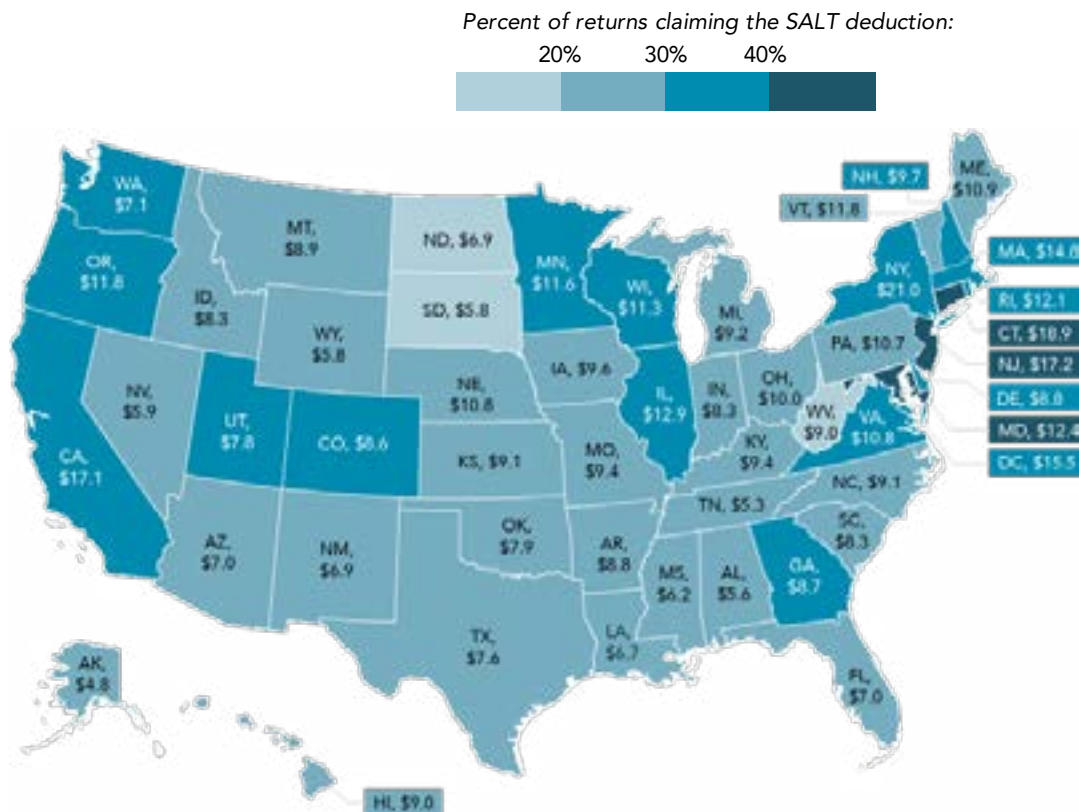 Percent of returns claiming the SALT deduction:
20% 30% 40%
WA,
$7.1
OR,
$11.8
CA,
$17.1
ID,
$8.3
NV,
$5.9
MT,
$8.9
WY,
$5.8
UT,
$7.8
CO, $8.6
AZ,
$7.0
NM,
$6.9
ND, $6.9
SD, $5.8
NE,
$10.8
KS, $9.1
OK,
$7.9
TX,
$7.6
MN,
$11.6
IA, $9.6
MO,
$9.4
AR,
$8.8
LA,
$6.7
WI,
$11.3
IL,
$12.9
MI,
$9.2
IN,
$8.3
OH,
$10.0
KY,
$9.4
TN, $5.3
MS,
$6.2
AL,
$5.6
GA,
$8.7
FL,
$7.0
SC,
$8.3
NC, $9.1
VA,
$10.8
WV,
$9.0
PA, $10.7
NY,
$21.0
ME,
$10.9
NH, $9.7
VT, $11.8
MA, $14.8
RI, $12.1
CT, $18.9
NJ, $17.2
DE, $8.8
MD, $12.4
DC, $15.5
AK,
$4.8
HI, $9.0